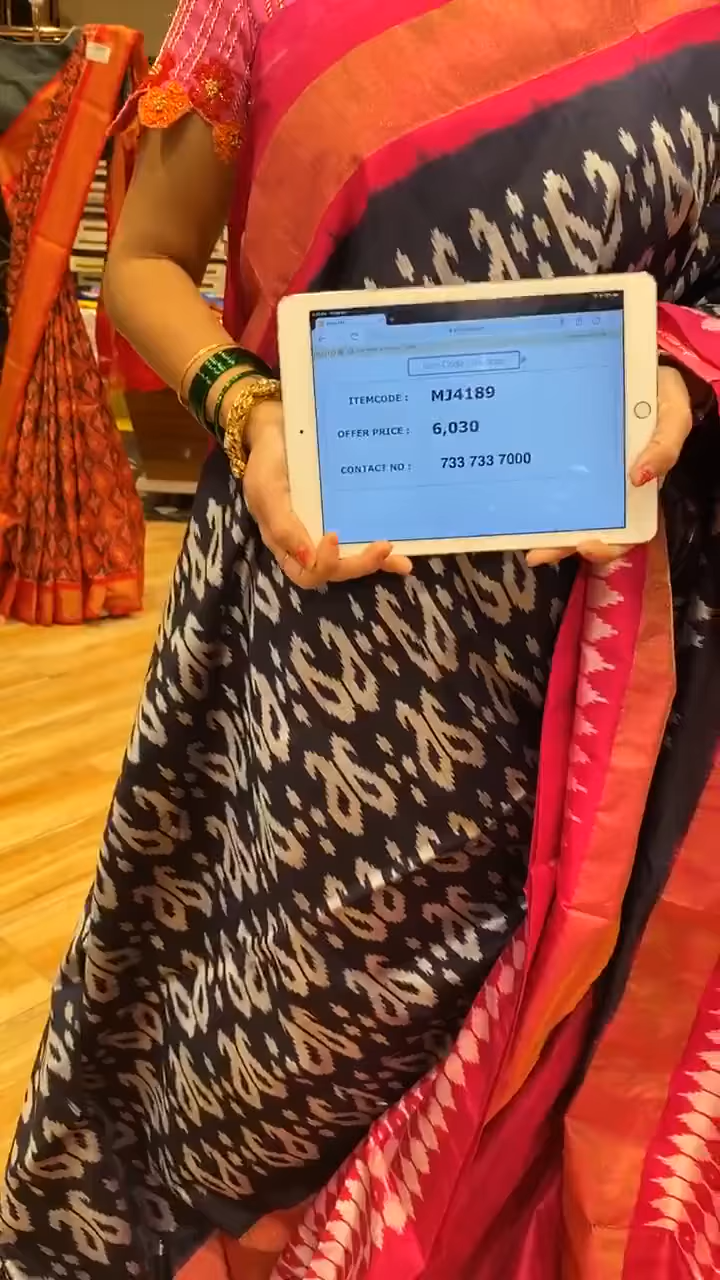 ITEMCODE : MJ4189
OFFER PRICE : 6,030
CONTACT NO : 733 733 7000